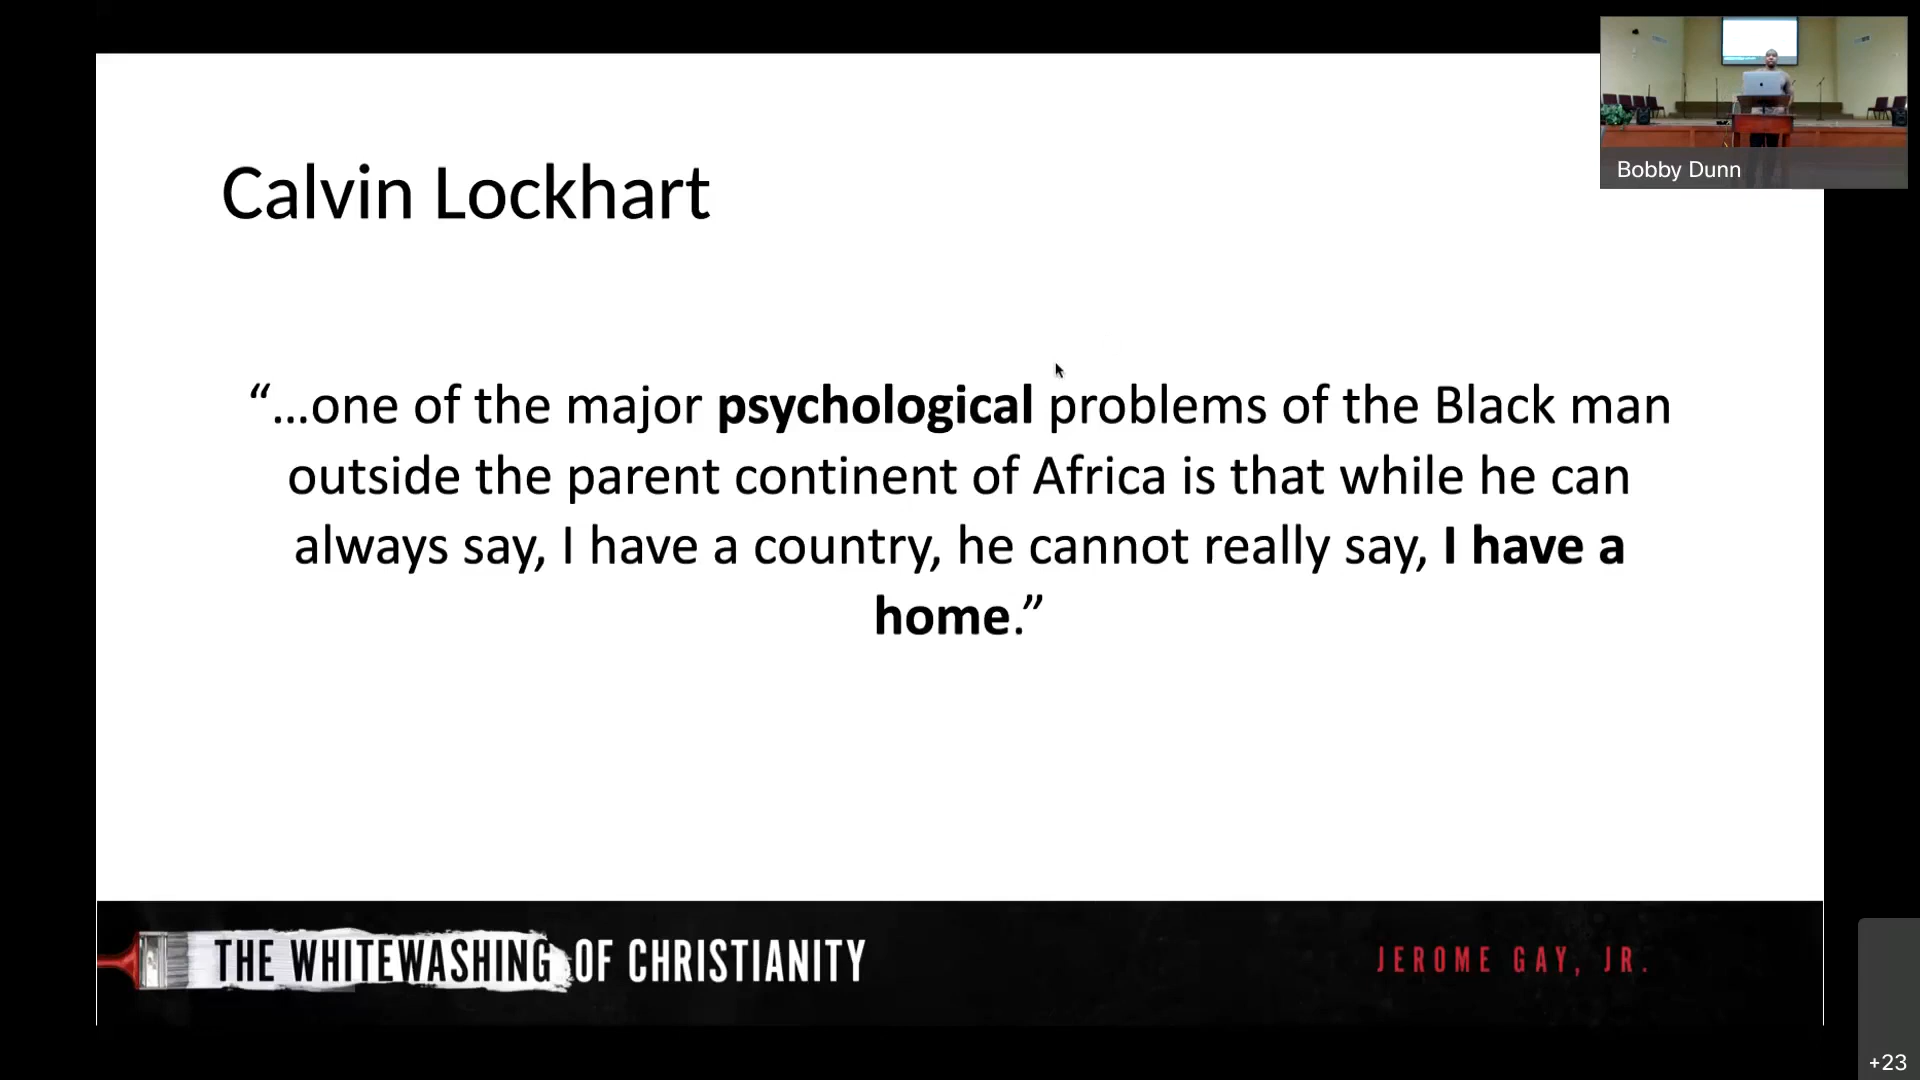 Bobby Dunn
Calvin Lockhart
“...one of the major psychological problems of the Black man
outside the parent continent of Africa is that while he can
always say, I have a country, he cannot really say, I have a
home.”
THE WHITEWASHING OF CHRISTIANITY
JEROME GAY, JR.
+23